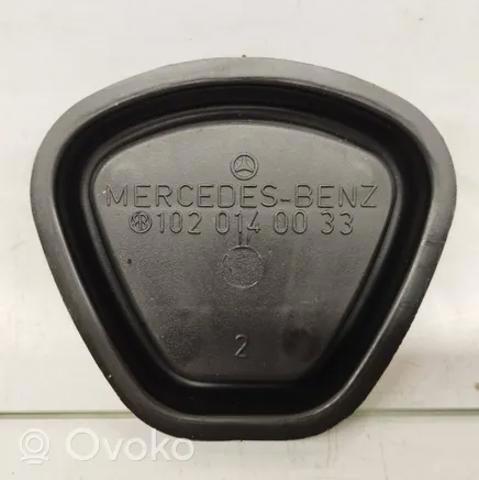 MERCEDES-BENZ
102 014 00 33
2
Ovoko